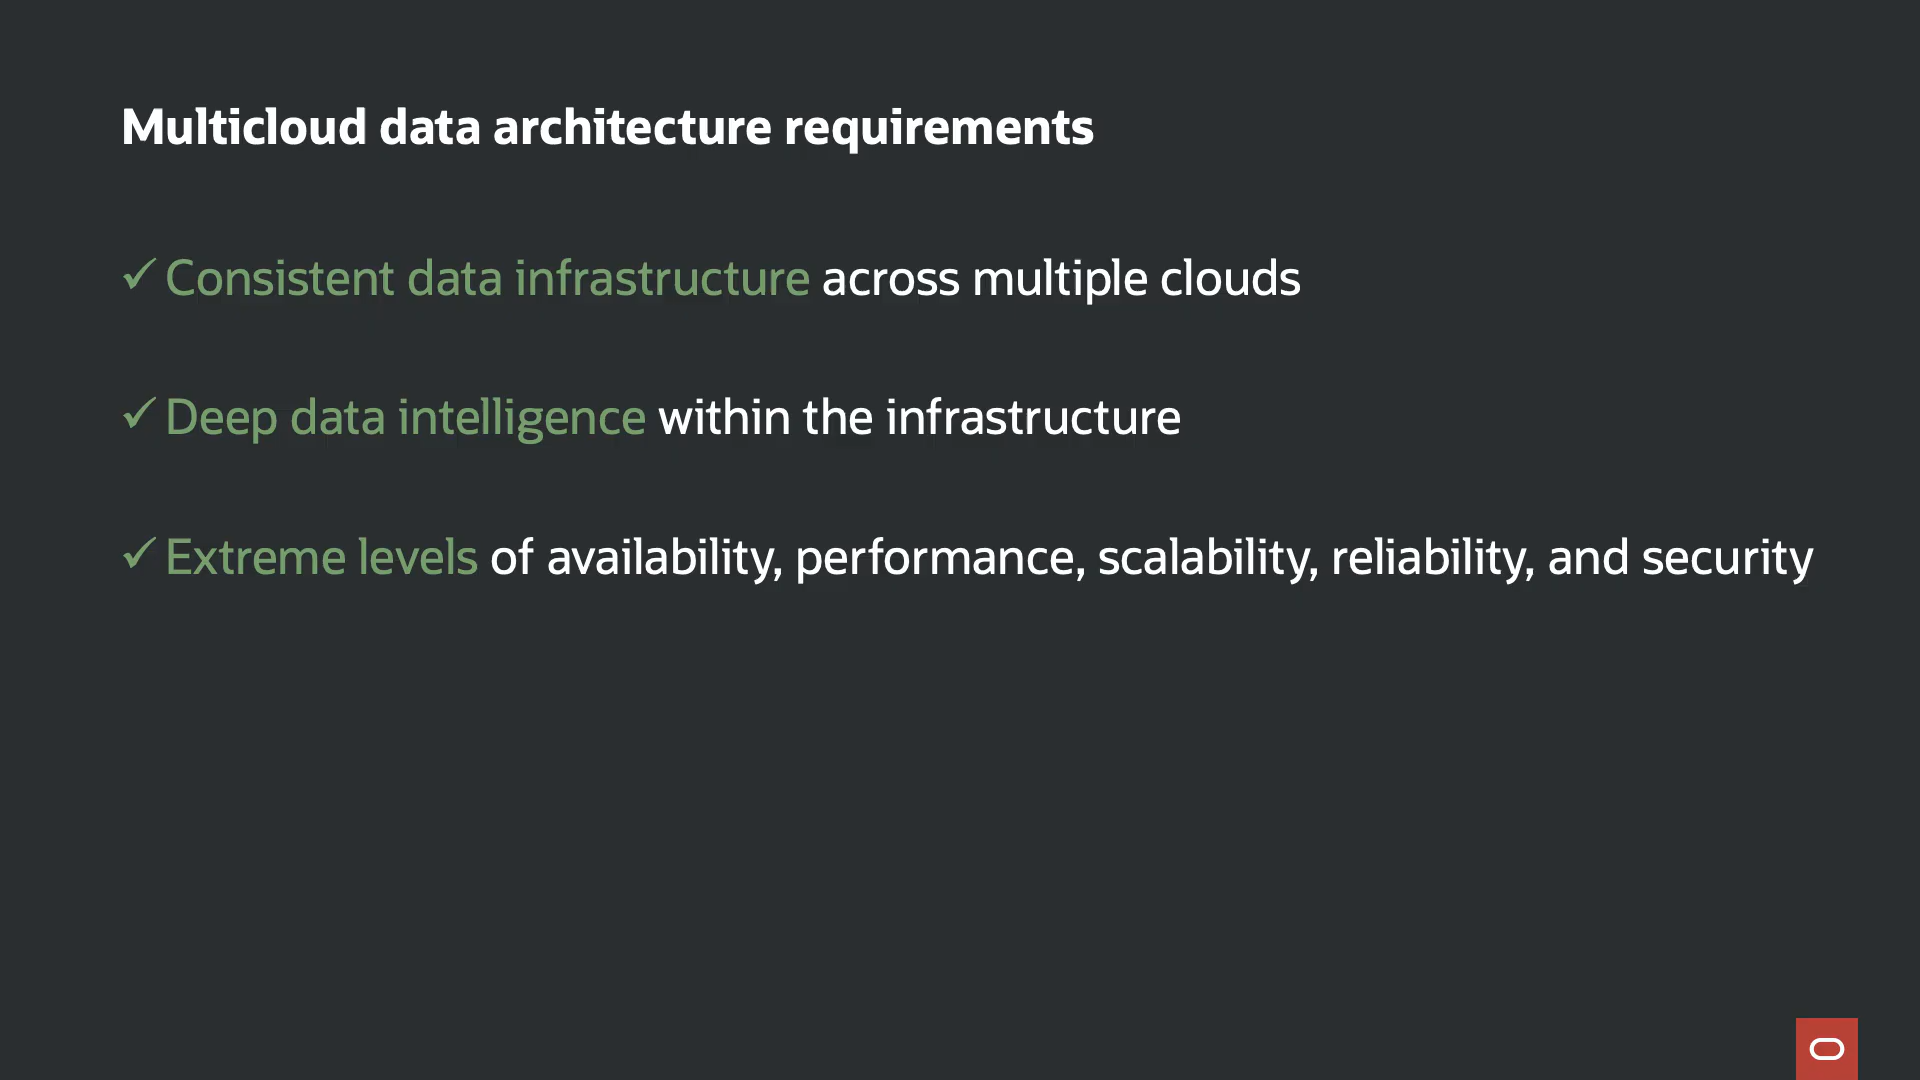 Multicloud data architecture requirements
✓ Consistent data infrastructure across multiple clouds
✓ Deep data intelligence within the infrastructure
✓ Extreme levels of availability, performance, scalability, reliability, and security